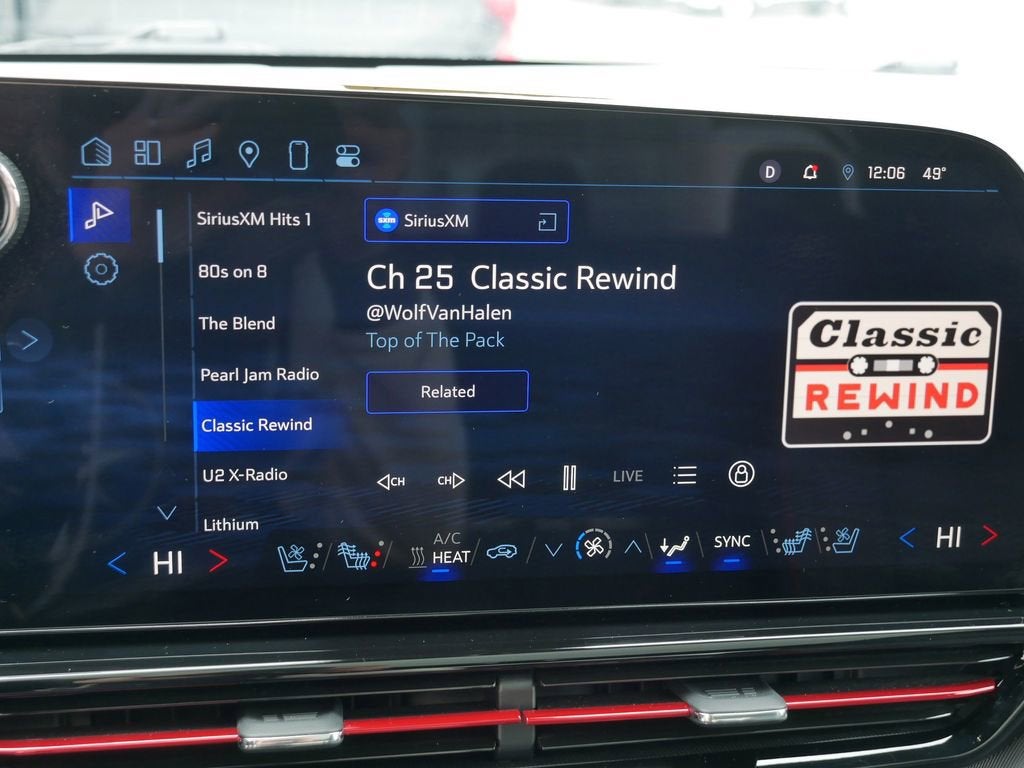 D 12:06 49°
SiriusXM Hits 1
80s on 8
The Blend
Pearl Jam Radio
Classic Rewind
U2 X-Radio
Lithium
sxm SiriusXM
Ch 25 Classic Rewind
@WolfVanHalen
Top of The Pack
Related
Classic
REWIND
CH CH LIVE
HI
A/C
HEAT
SYNC
HI